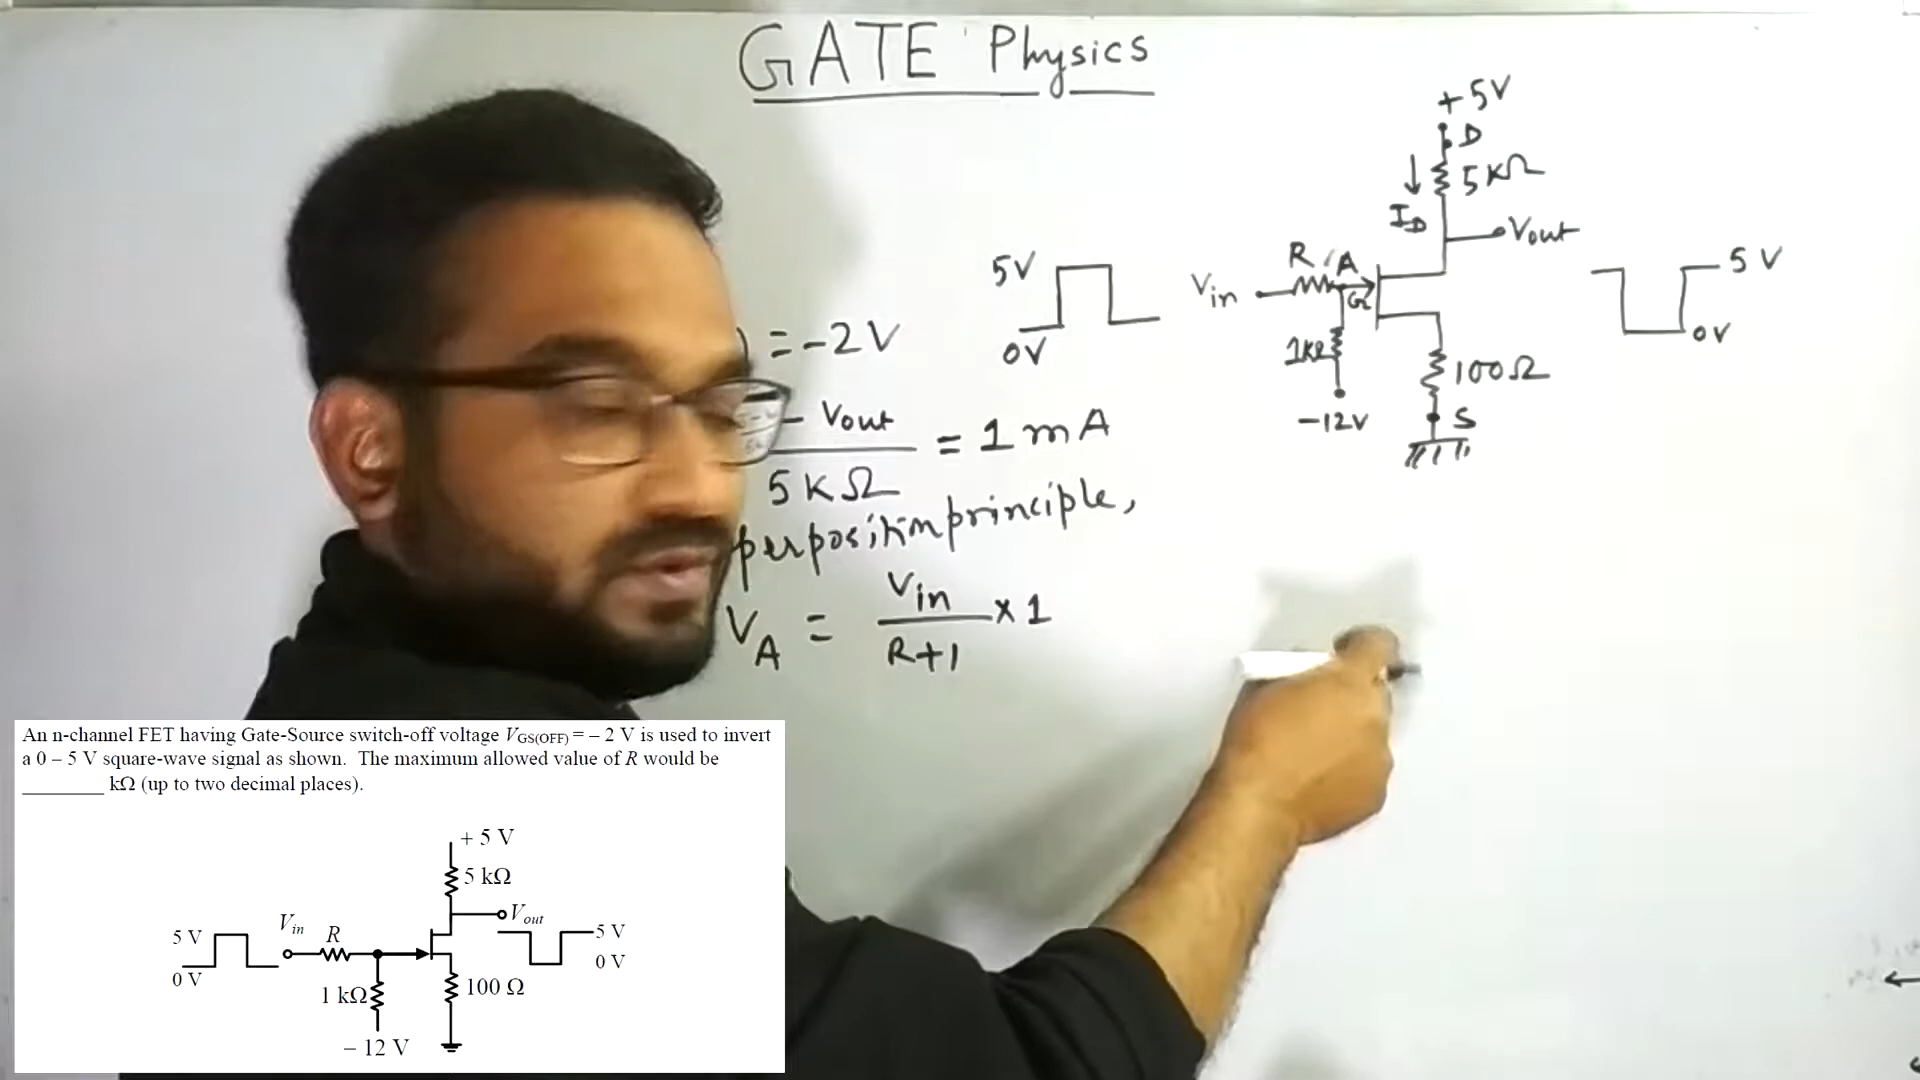 GATE Physics
) = -2 V
- Vout
5 KΩ
= 1 m A
perposition principle,
VA = Vin × 1
R+1
5V
0V
Vin
R
A
G
1KΩ
-12V
+5V
D
5KΩ
ID
Vout
100Ω
S
5 V
0V
An n-channel FET having Gate-Source switch-off voltage VGS(OFF) = – 2 V is used to invert
a 0 – 5 V square-wave signal as shown. The maximum allowed value of R would be
________ kΩ (up to two decimal places).
+ 5 V
5 kΩ
Vin
R
Vout
5 V
0 V
5 V
0 V
1 kΩ
100 Ω
– 12 V